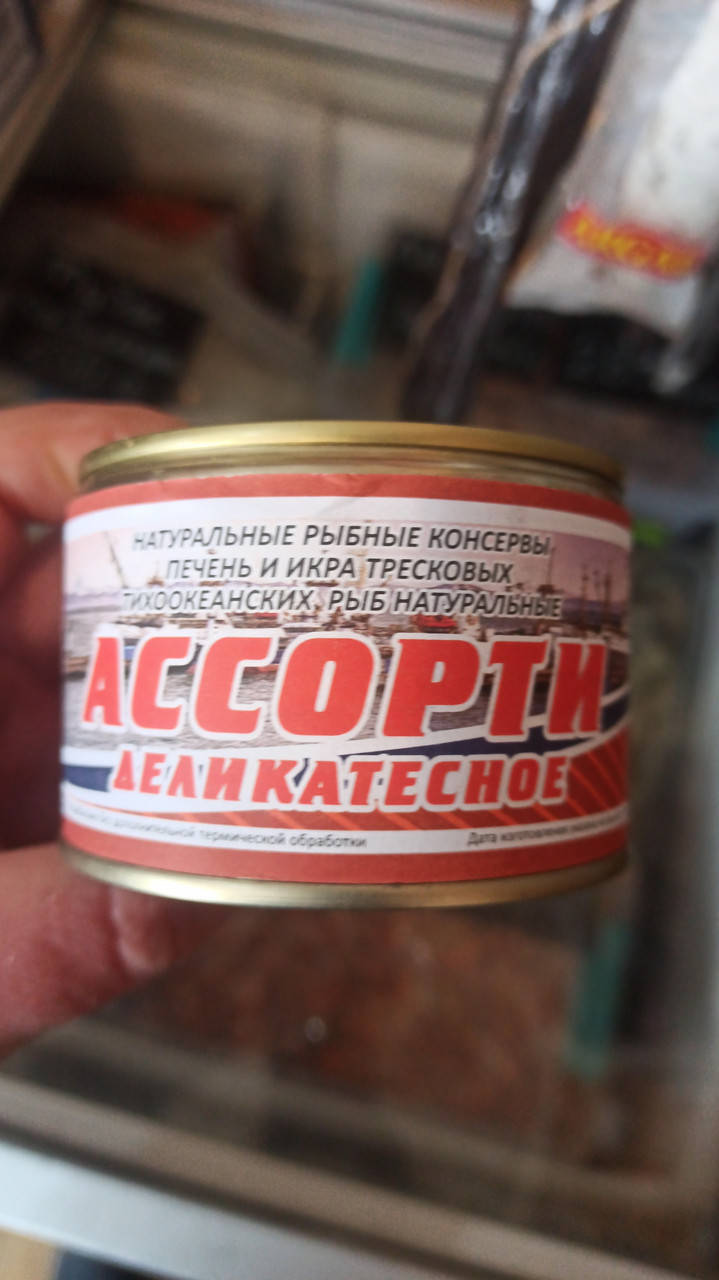 НАТУРАЛЬНЫЕ РЫБНЫЕ КОНСЕРВЫ
ПЕЧЕНЬ И ИКРА ТРЕСКОВЫХ
ТИХООКЕАНСКИХ РЫБ НАТУРАЛЬНЫЕ
АССОРТИ
ДЕЛИКАТЕСНОЕ
без дополнительной термической обработки
Дата изготовления